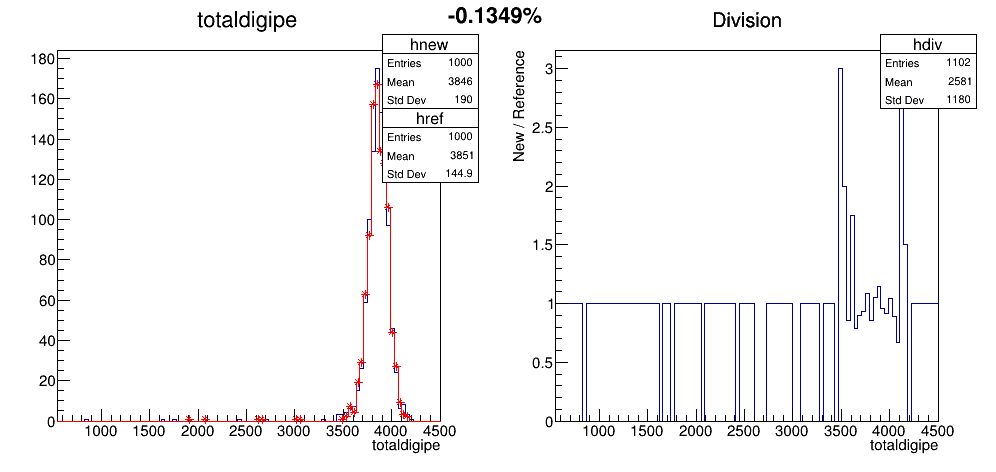 -0.1349%
totaldigipe
hnew
Entries 1000
Mean 3846
Std Dev 190
href
Entries 1000
Mean 3851
Std Dev 144.9
180
160
140
120
100
80
60
40
20
0
1000 1500 2000 2500 3000 3500 4000 4500
totaldigipe
Division
hdiv
Entries 1102
Mean 2581
Std Dev 1180
New / Reference
3
2.5
2
1.5
1
0.5
0
1000 1500 2000 2500 3000 3500 4000 4500
totaldigipe